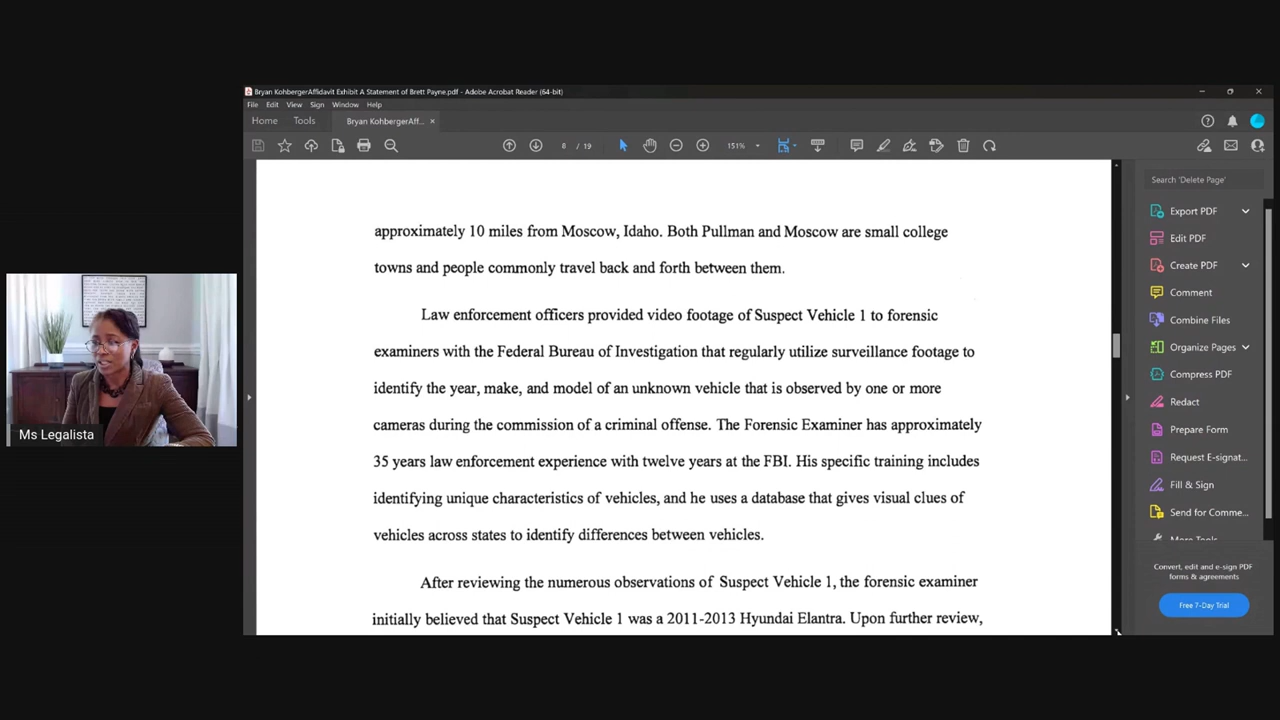 Bryan KohbergerAffidavit Exhibit A Statement of Brett Payne.pdf - Adobe Acrobat Reader (64-bit)
File Edit View Sign Window Help
Home Tools Bryan KohbergerAff... ×
8 / 19 151%
approximately 10 miles from Moscow, Idaho. Both Pullman and Moscow are small college
towns and people commonly travel back and forth between them.
Law enforcement officers provided video footage of Suspect Vehicle 1 to forensic
examiners with the Federal Bureau of Investigation that regularly utilize surveillance footage to
identify the year, make, and model of an unknown vehicle that is observed by one or more
cameras during the commission of a criminal offense. The Forensic Examiner has approximately
35 years law enforcement experience with twelve years at the FBI. His specific training includes
identifying unique characteristics of vehicles, and he uses a database that gives visual clues of
vehicles across states to identify differences between vehicles.
After reviewing the numerous observations of Suspect Vehicle 1, the forensic examiner
initially believed that Suspect Vehicle 1 was a 2011-2013 Hyundai Elantra. Upon further review,
Search 'Delete Page'
Export PDF
Edit PDF
Create PDF
Comment
Combine Files
Organize Pages
Compress PDF
Redact
Prepare Form
Request E-signat...
Fill & Sign
Send for Comme...
More Tools
Convert, edit and e-sign PDF
forms & agreements
Free 7-Day Trial
Ms Legalista